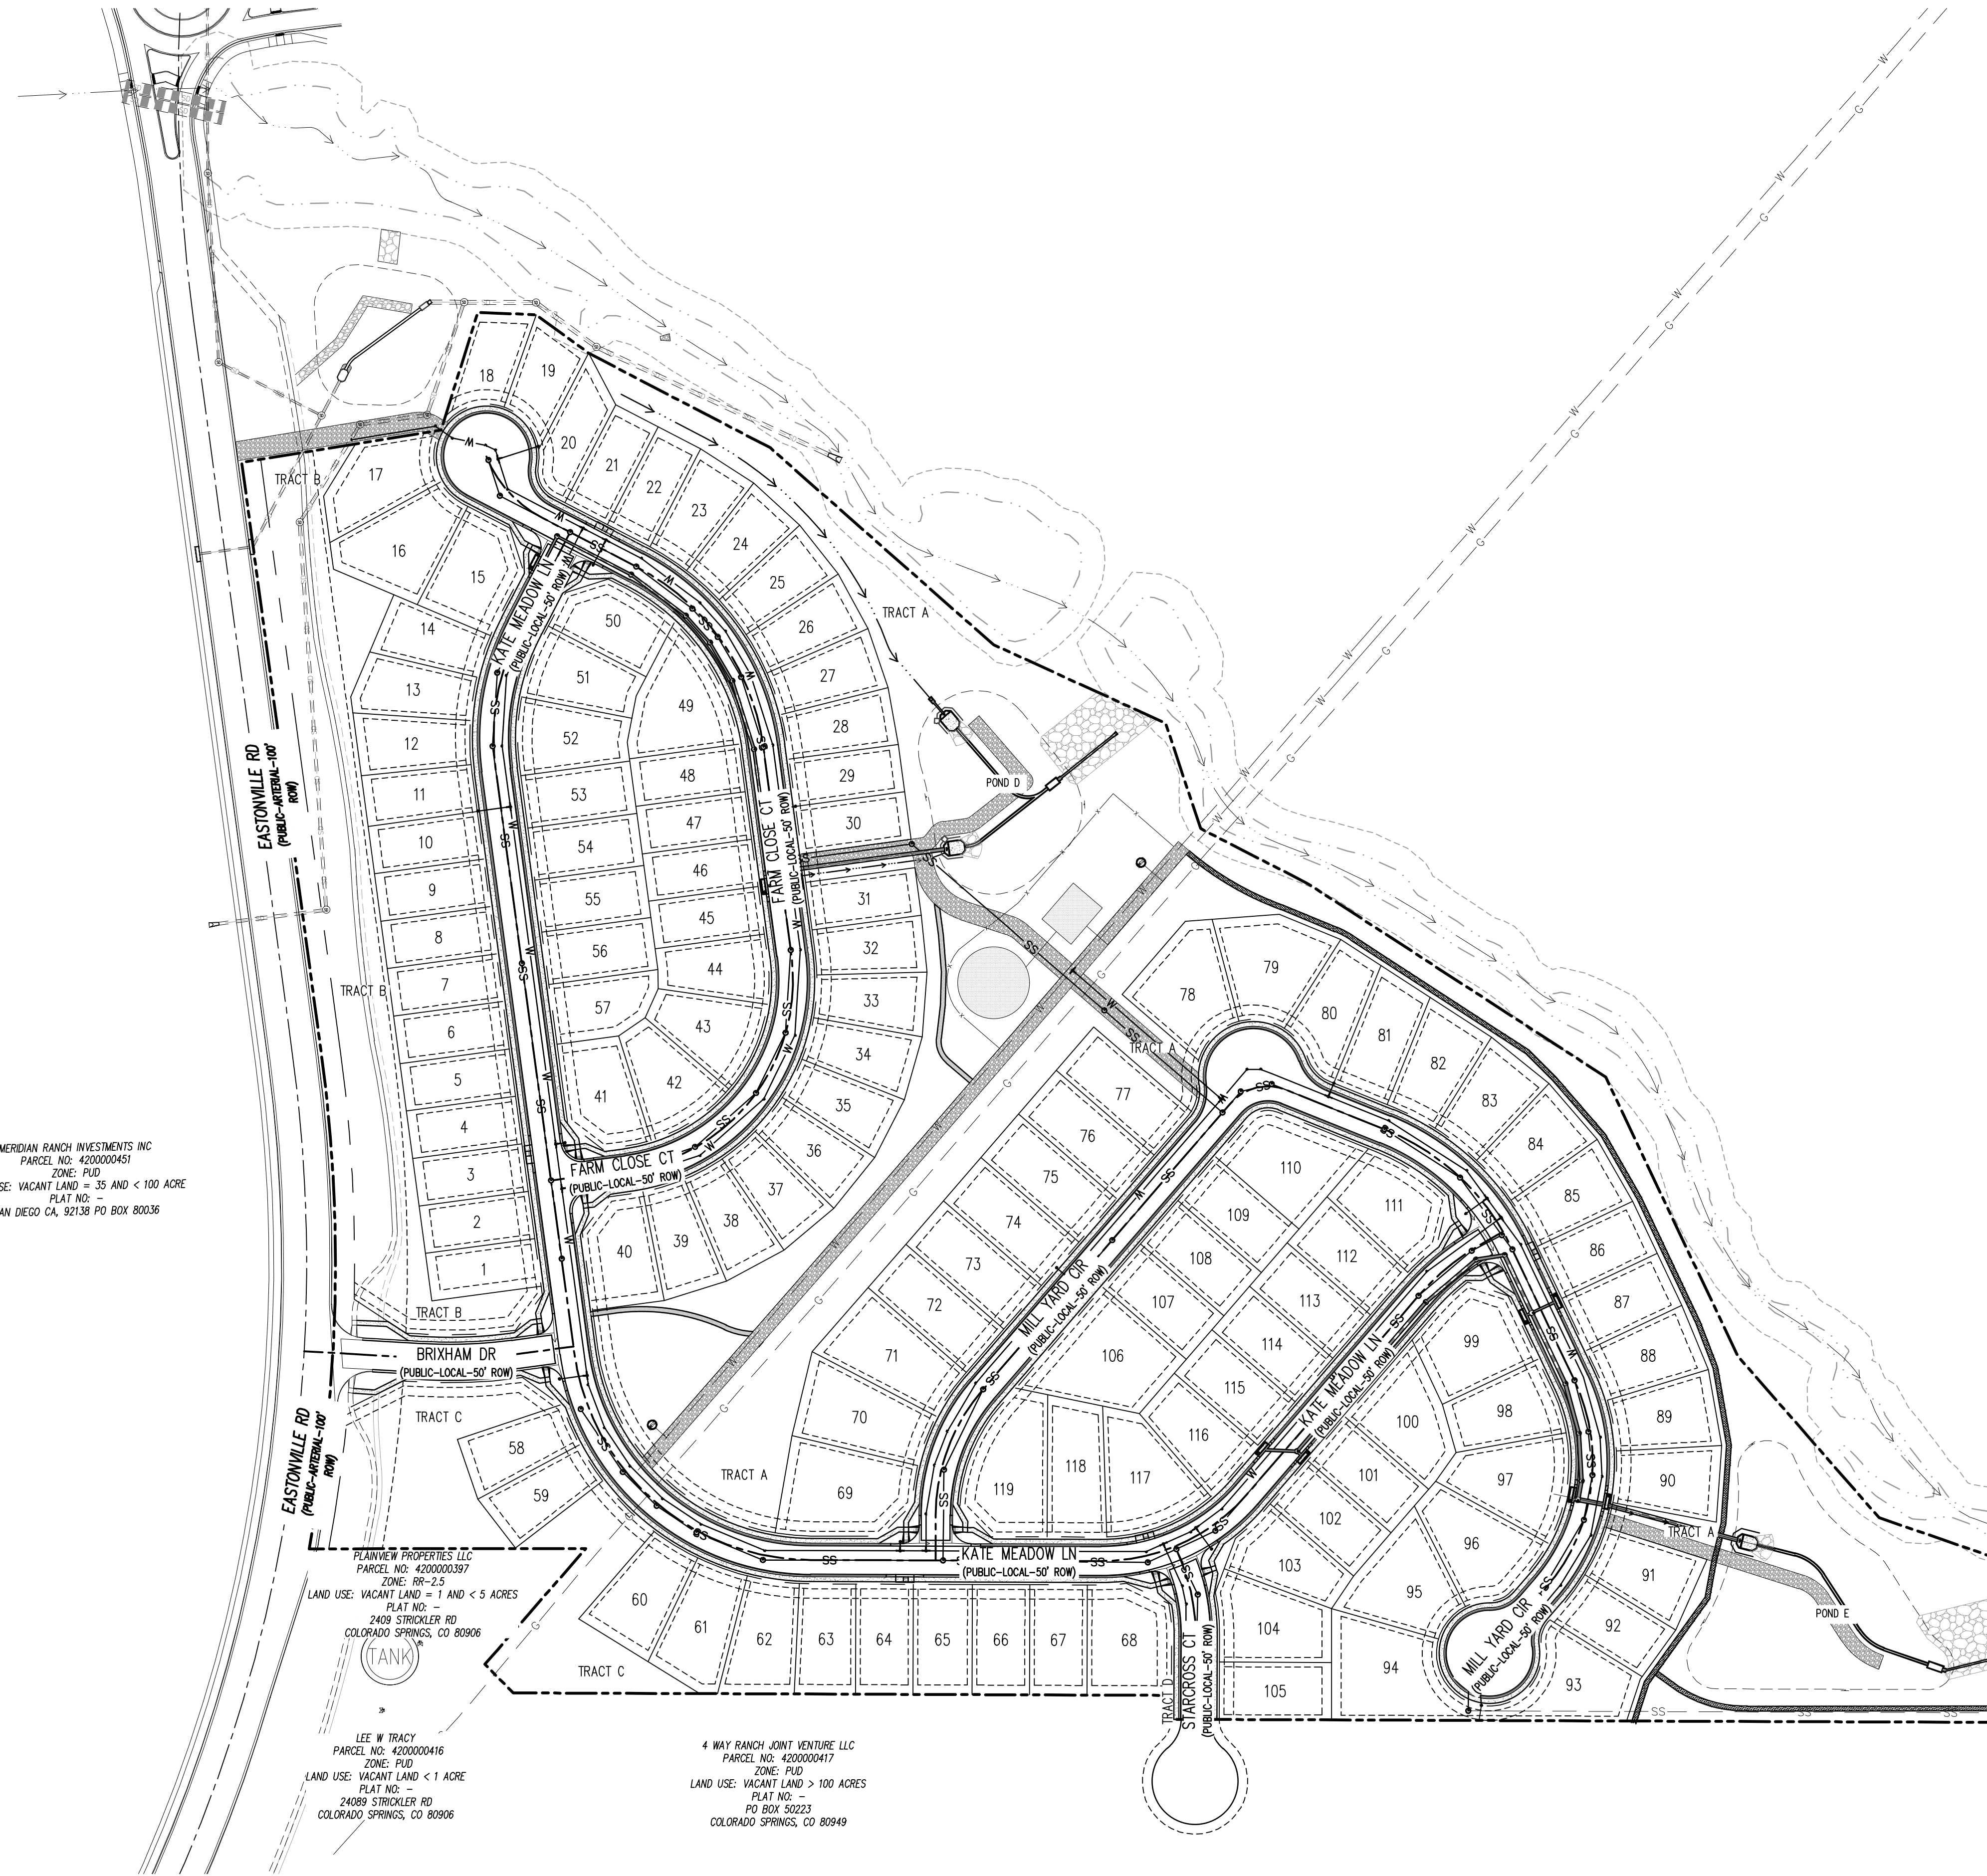 18
19
20
17
TRACT B
21
22
23
24
16
15
25
KATE MEADOW LN
(PUBLIC-LOCAL-50' ROW)
50
26
TRACT A
14
27
51
13
49
28
52
12
EASTONVILLE RD
(PUBLIC-ARTERIAL-100'
ROW)
48
29
POND D
53
11
47
30
FARM CLOSE CT
(PUBLIC-LOCAL-50' ROW)
54
10
46
9
55
31
45
8
56
32
44
7
TRACT B
33
57
43
6
34
42
41
5
35
4
36
3
FARM CLOSE CT
(PUBLIC-LOCAL-50' ROW)
37
2
38
39
40
1
TRACT B
BRIXHAM DR
(PUBLIC-LOCAL-50' ROW)
MERIDIAN RANCH INVESTMENTS INC
PARCEL NO: 4200000451
ZONE: PUD
SE: VACANT LAND = 35 AND < 100 ACRE
PLAT NO: -
AN DIEGO CA, 92138 PO BOX 80036
79
78
80
81
82
TRACT A
83
84
77
76
75
74
73
72
71
70
69
110
111
85
109
112
86
108
113
87
107
114
88
106
115
99
MILL YARD CIR
(PUBLIC-LOCAL-50' ROW)
KATE MEADOW LN
(PUBLIC-LOCAL-50' ROW)
116
100
98
89
117
118
119
101
97
90
102
96
TRACT A
103
95
91
92
104
94
93
105
MILL YARD CIR
(PUBLIC-LOCAL-50' ROW)
POND E
TRACT C
EASTONVILLE RD
(PUBLIC-ARTERIAL-100'
ROW)
58
59
TRACT A
KATE MEADOW LN
(PUBLIC-LOCAL-50' ROW)
60
61
62
63
64
65
66
67
68
TRACT C
TRACT D
STARCROSS CT
(PUBLIC-LOCAL-50' ROW)
PLAINVIEW PROPERTIES LLC
PARCEL NO: 4200000397
ZONE: RR-2.5
LAND USE: VACANT LAND = 1 AND < 5 ACRES
PLAT NO: -
2409 STRICKLER RD
COLORADO SPRINGS, CO 80906
TANK
LEE W TRACY
PARCEL NO: 4200000416
ZONE: PUD
LAND USE: VACANT LAND < 1 ACRE
PLAT NO: -
24089 STRICKLER RD
COLORADO SPRINGS, CO 80906
4 WAY RANCH JOINT VENTURE LLC
PARCEL NO: 4200000417
ZONE: PUD
LAND USE: VACANT LAND > 100 ACRES
PLAT NO: -
PO BOX 50223
COLORADO SPRINGS, CO 80949